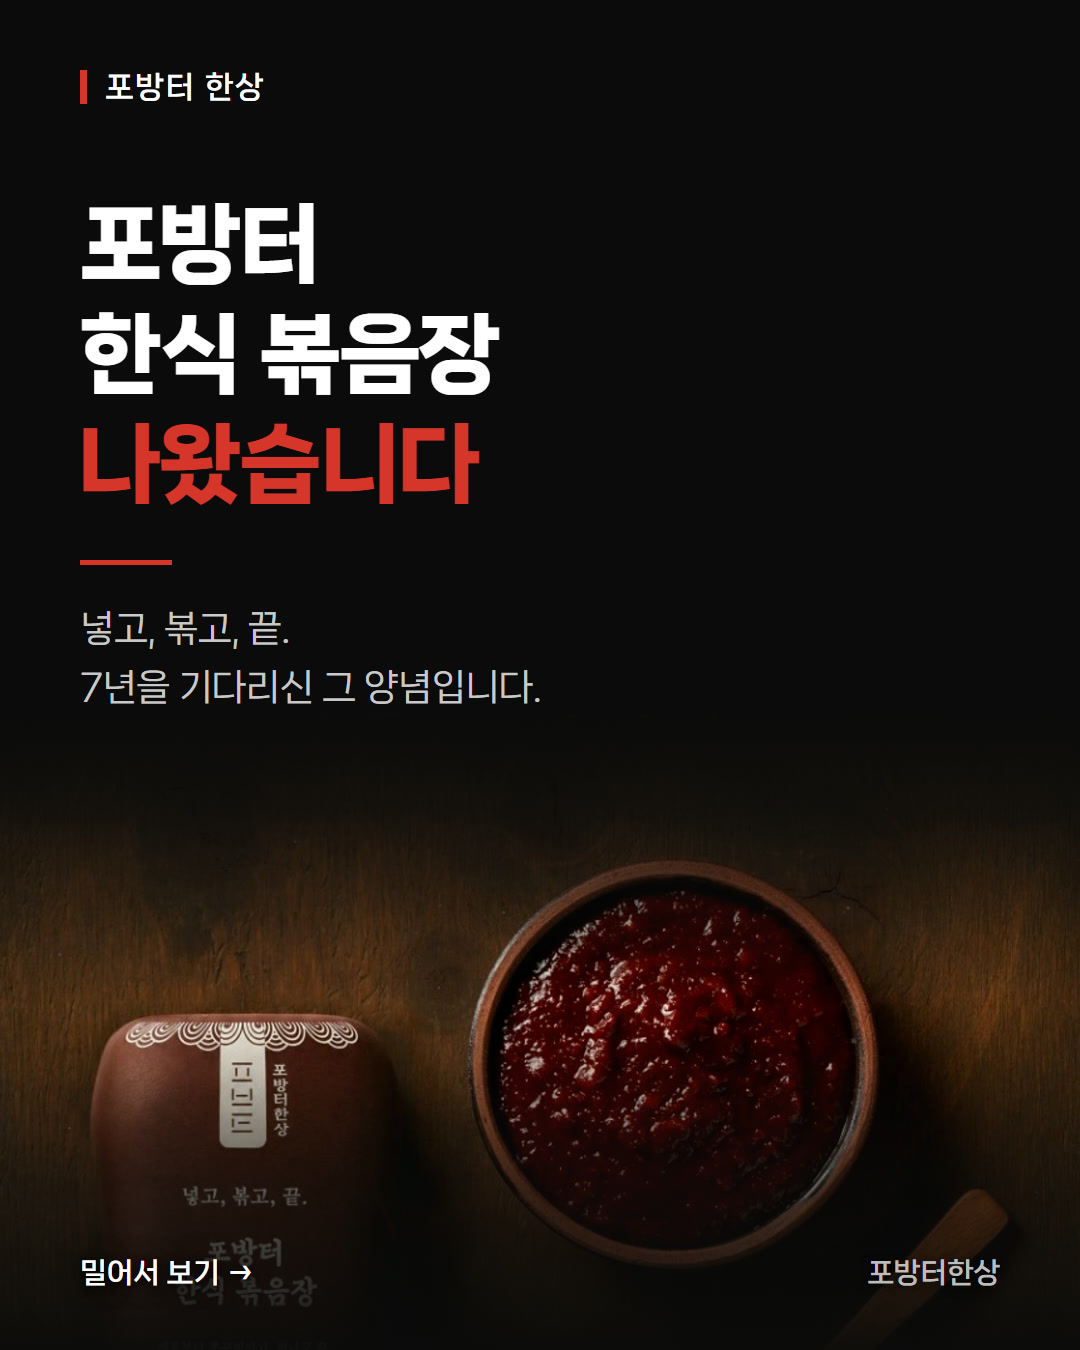 포방터 한상
포방터
한식 볶음장
나왔습니다
넣고, 볶고, 끝.
7년을 기다리신 그 양념입니다.
포방터한상
넣고, 볶고, 끝.
포방터
한식 볶음장
밀어서 보기 →
포방터한상